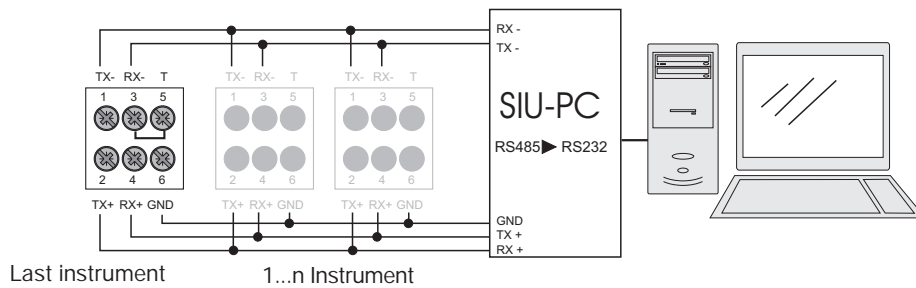 RX -
TX -
TX- RX- T
TX- RX- T
TX- RX- T
1 3 5
1 3 5
1 3 5
SIU-PC
RS485 ▶ RS232
2 4 6
2 4 6
2 4 6
TX+ RX+ GND
TX+ RX+ GND
TX+ RX+ GND
GND
TX +
RX +
Last instrument
1...n Instrument